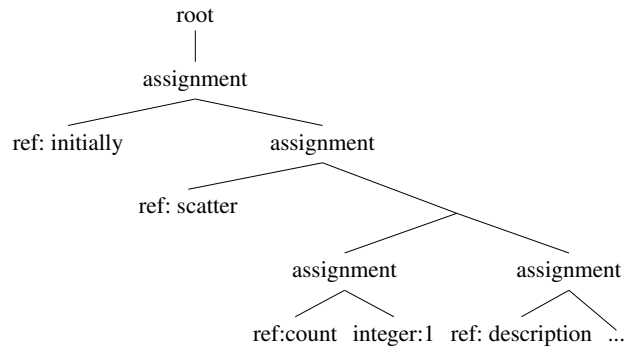 root
assignment
ref: initially assignment
ref: scatter
assignment assignment
ref:count integer:1 ref: description ...